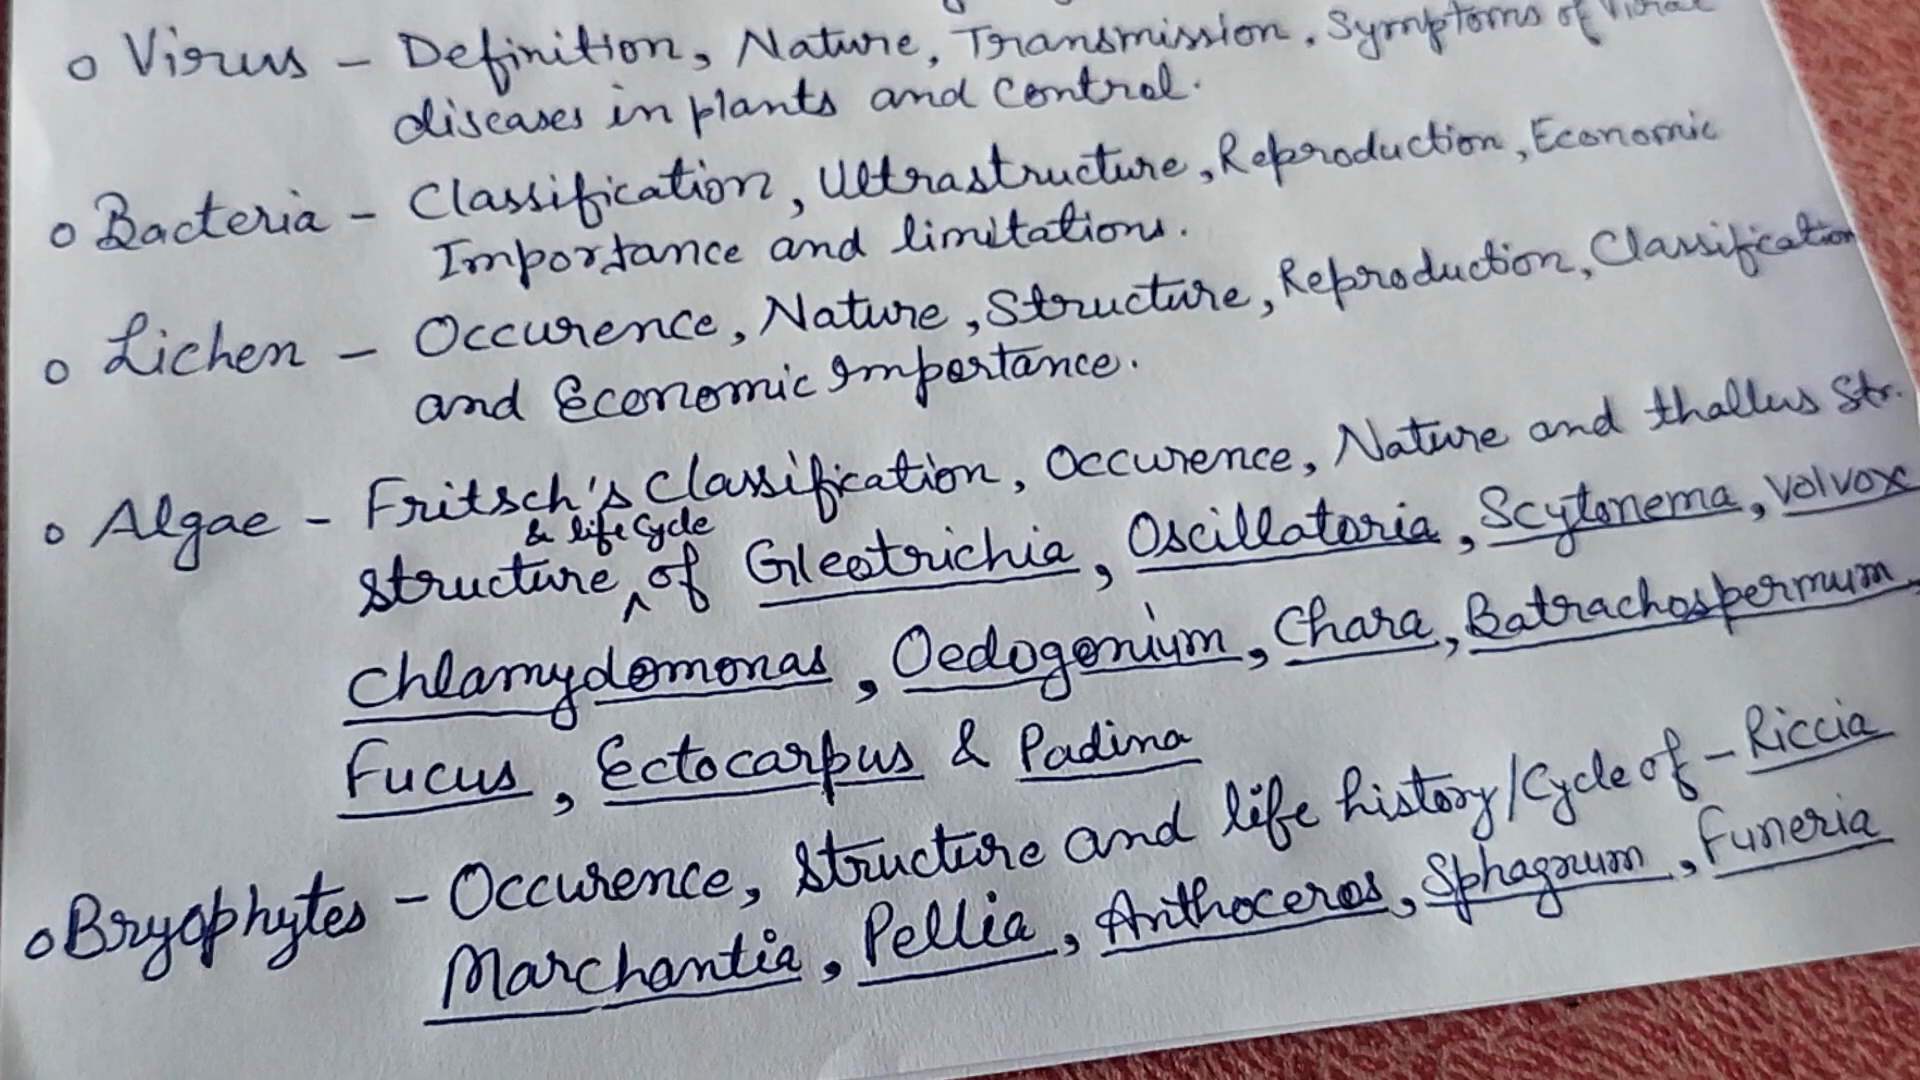 o Virus – Definition, Nature, Transmission, Symptoms of Viral
diseases in plants and Control.
o Bacteria – Classification, Ultrastructure, Reproduction, Economic
Importance and limitations.
o Lichen – Occurence, Nature, Structure, Reproduction, Classification
and Economic Importance.
o Algae – Fritsch's Classification, Occurence, Nature and thallus Str.
& life Cycle
structure ^ of Gleotrichia, Oscillatoria, Scytonema, Volvox
Chlamydomonas, Oedogonium, Chara, Batrachospermum,
Fucus, Ectocarpus & Padina
o Bryophytes – Occurence, Structure and life history/Cycle of – Riccia
Marchantia, Pellia, Anthoceros, Sphagnum, Funeria